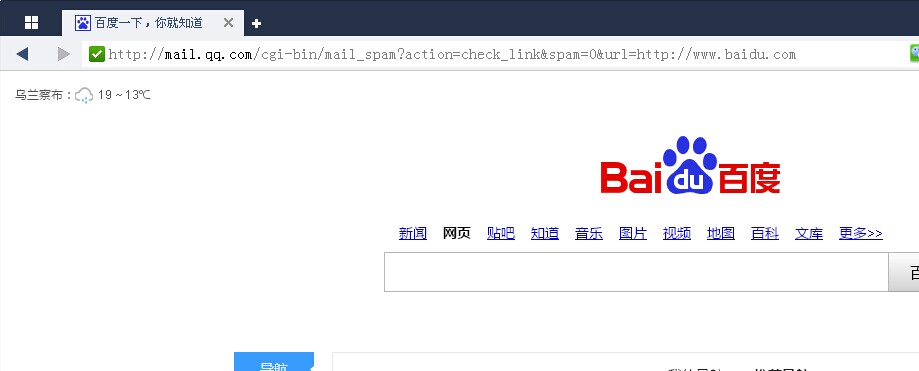 百度一下，你就知道
http://mail.qq.com/cgi-bin/mail_spam?action=check_link&spam=0&url=http://www.baidu.com
乌兰察布： 19 ~ 13℃
Bai du 百度
新闻 网页 贴吧 知道 音乐 图片 视频 地图 百科 文库 更多>>
百
导航